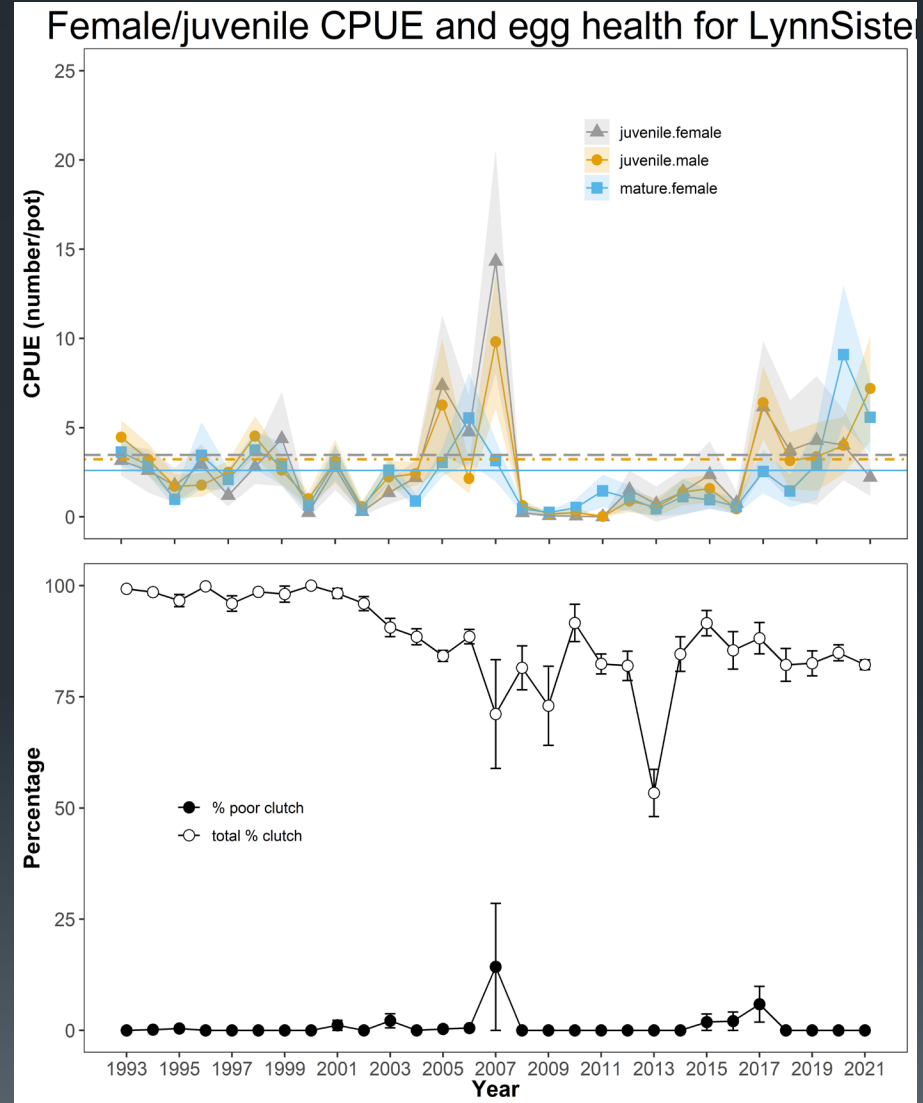 Female/juvenile CPUE and egg health for LynnSister
25
20
15
10
5
0
CPUE (number/pot)
juvenile.female
juvenile.male
mature.female
100
75
50
25
0
Percentage
% poor clutch
total % clutch
1993 1995 1997 1999 2001 2003 2005 2007 2009 2011 2013 2015 2017 2019 2021
Year